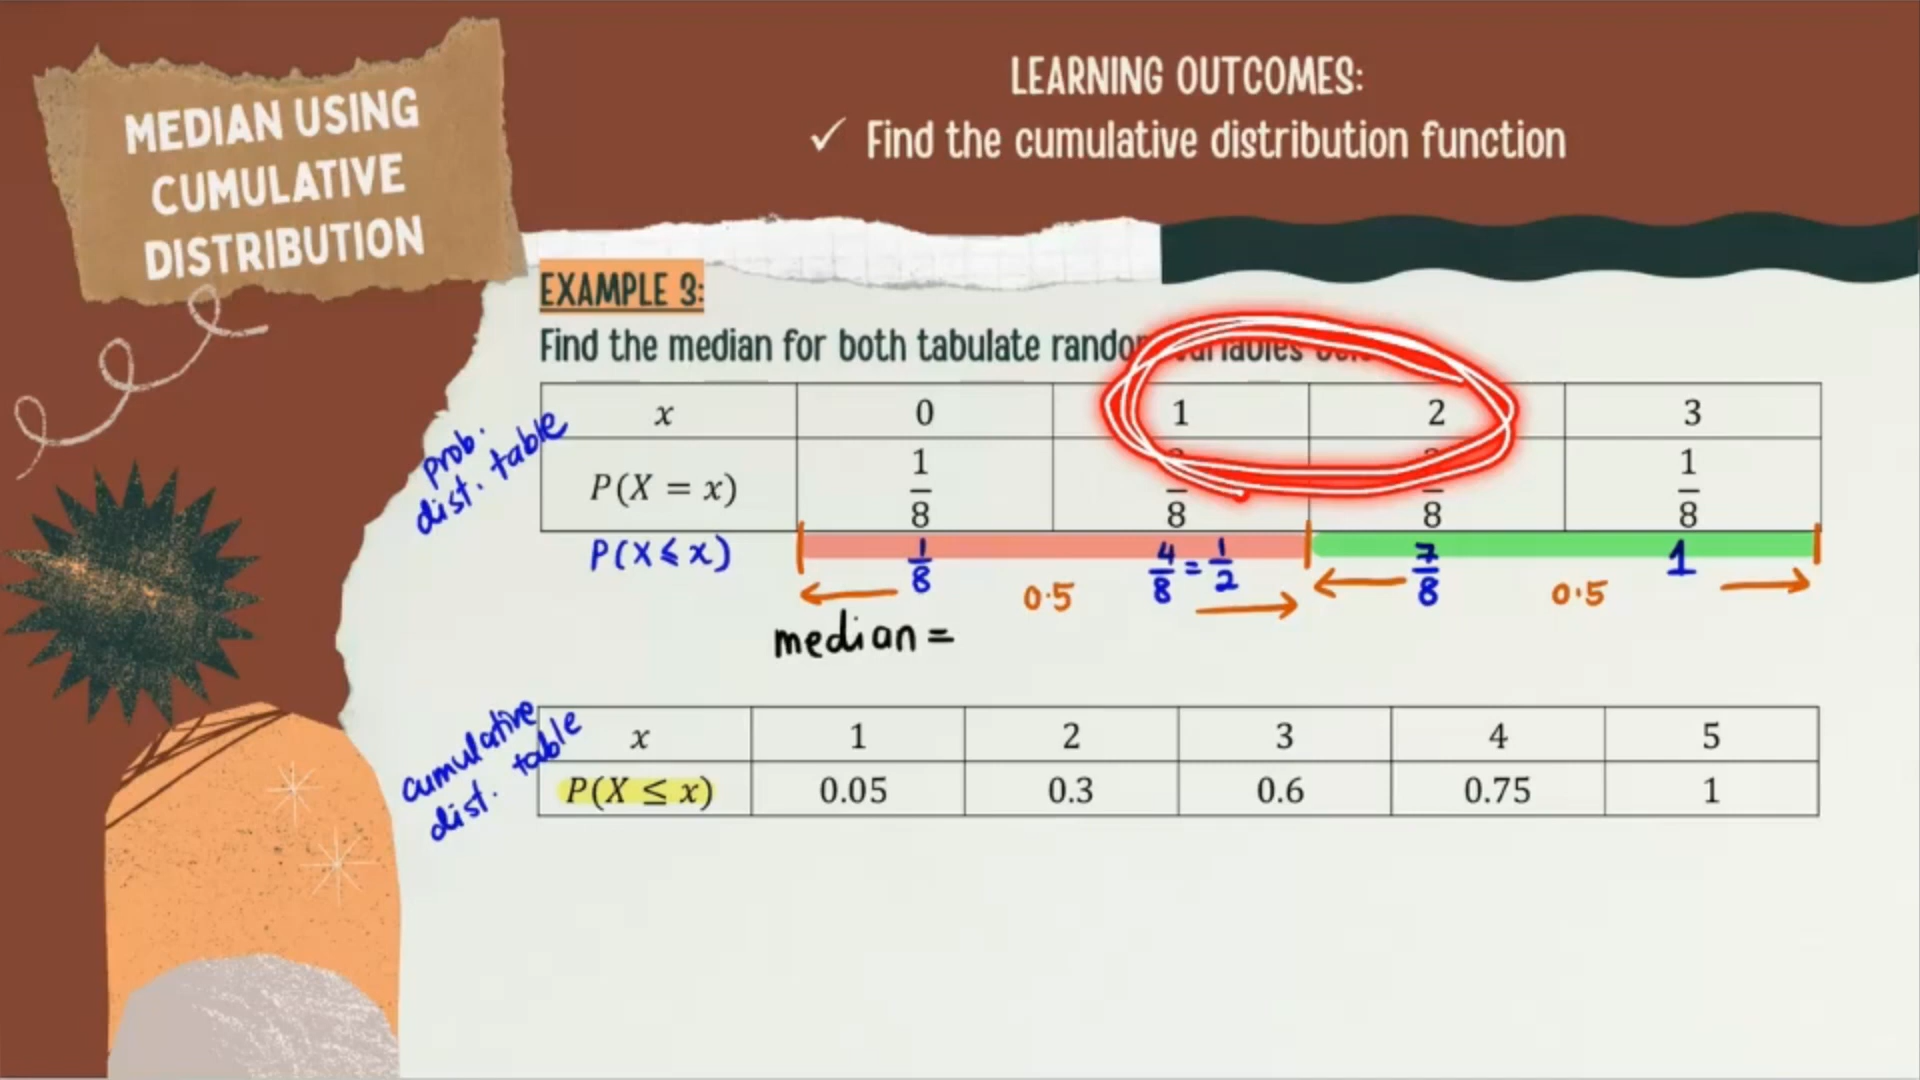 MEDIAN USING
CUMULATIVE
DISTRIBUTION
LEARNING OUTCOMES:
✓ Find the cumulative distribution function
EXAMPLE 3:
Find the median for both tabulate random variables
prob. dist. table
x 0 1 2 3
P(X = x) 1/8 /8 /8 1/8
P(X ≤ x) 1/8 4/8 = 1/2 7/8 1
0.5 0.5
median =
cumulative dist. table
x 1 2 3 4 5
P(X ≤ x) 0.05 0.3 0.6 0.75 1